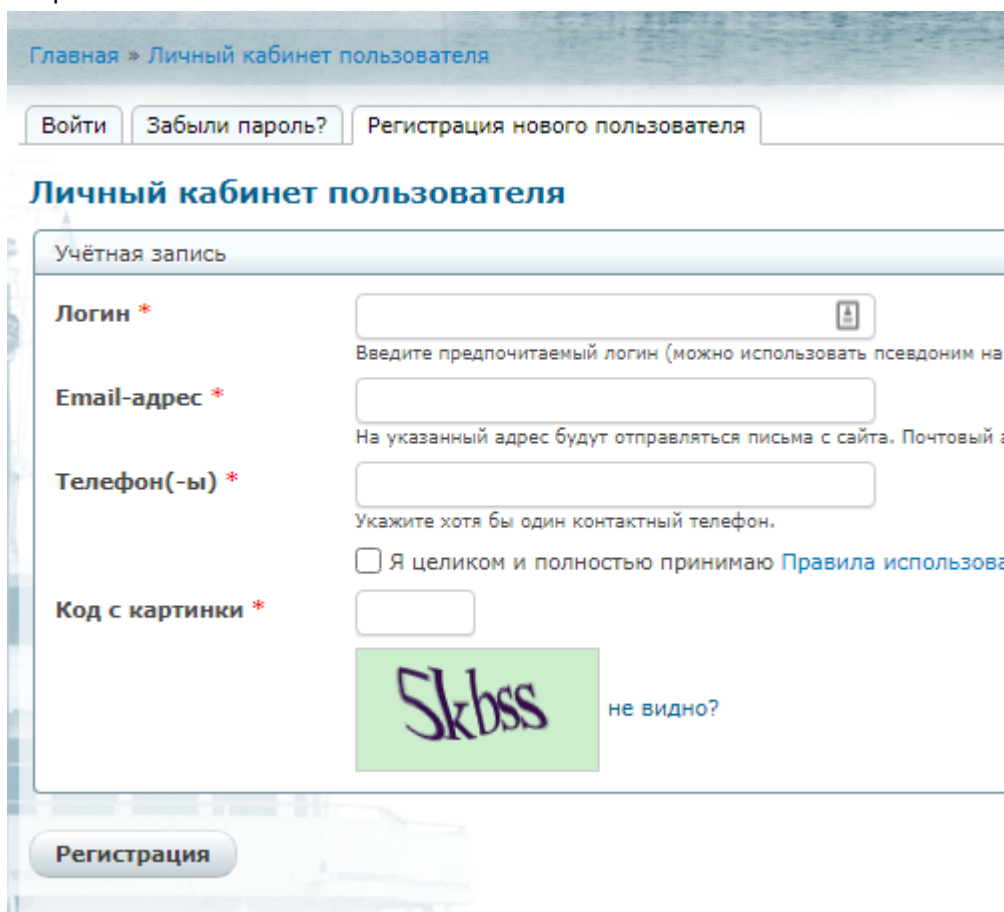 Главная » Личный кабинет пользователя
Войти Забыли пароль? Регистрация нового пользователя
Личный кабинет пользователя
Учётная запись
Логин *
Введите предпочитаемый логин (можно использовать псевдоним на
Email-адрес *
На указанный адрес будут отправляться письма с сайта. Почтовый а
Телефон(-ы) *
Укажите хотя бы один контактный телефон.
Я целиком и полностью принимаю Правила использова
Код с картинки *
не видно?
Регистрация